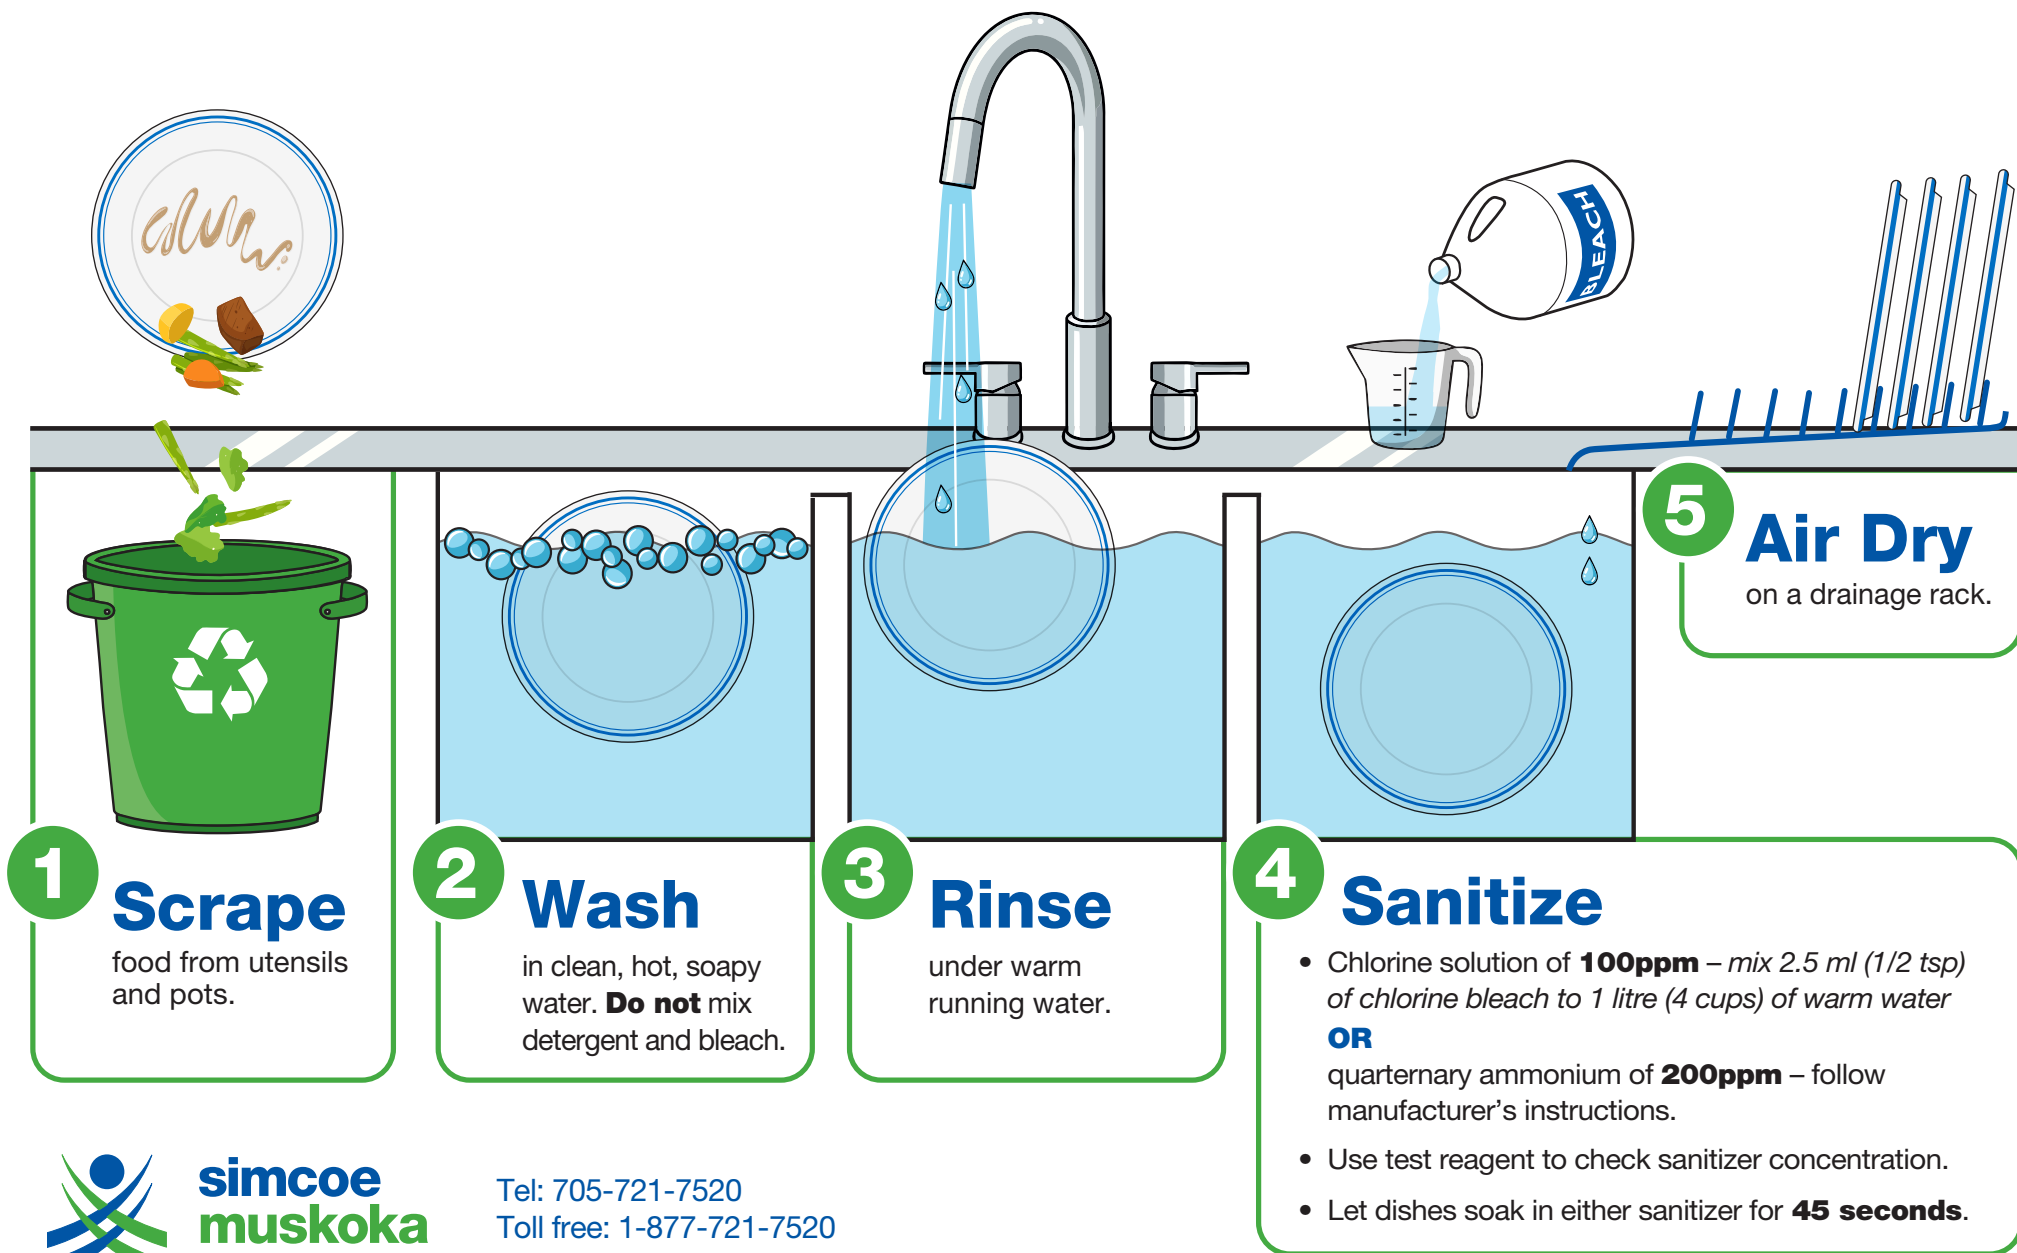 BLEACH
1
Scrape
food from utensils
and pots.
2
Wash
in clean, hot, soapy
water. Do not mix
detergent and bleach.
3
Rinse
under warm
running water.
4
Sanitize
• Chlorine solution of 100ppm – mix 2.5 ml (1/2 tsp)
of chlorine bleach to 1 litre (4 cups) of warm water
OR
quarternary ammonium of 200ppm – follow
manufacturer’s instructions.
• Use test reagent to check sanitizer concentration.
• Let dishes soak in either sanitizer for 45 seconds.
5
Air Dry
on a drainage rack.
simcoe
muskoka
Tel: 705-721-7520
Toll free: 1-877-721-7520